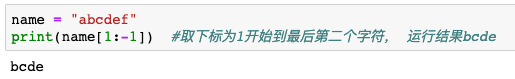 name = "abcdef"
print(name[1:-1])  #取下标为1开始到最后第二个字符， 运行结果bcde
bcde